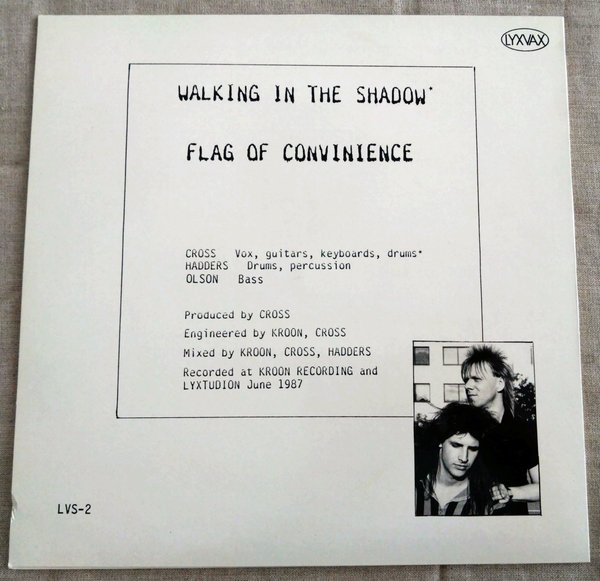 LYXVAX
WALKING IN THE SHADOW*
FLAG OF CONVINIENCE
CROSS Vox, guitars, keyboards, drums*
HADDERS Drums, percussion
OLSON Bass
Produced by CROSS
Engineered by KROON, CROSS
Mixed by KROON, CROSS, HADDERS
Recorded at KROON RECORDING and
LYXTUDION June 1987
LVS-2